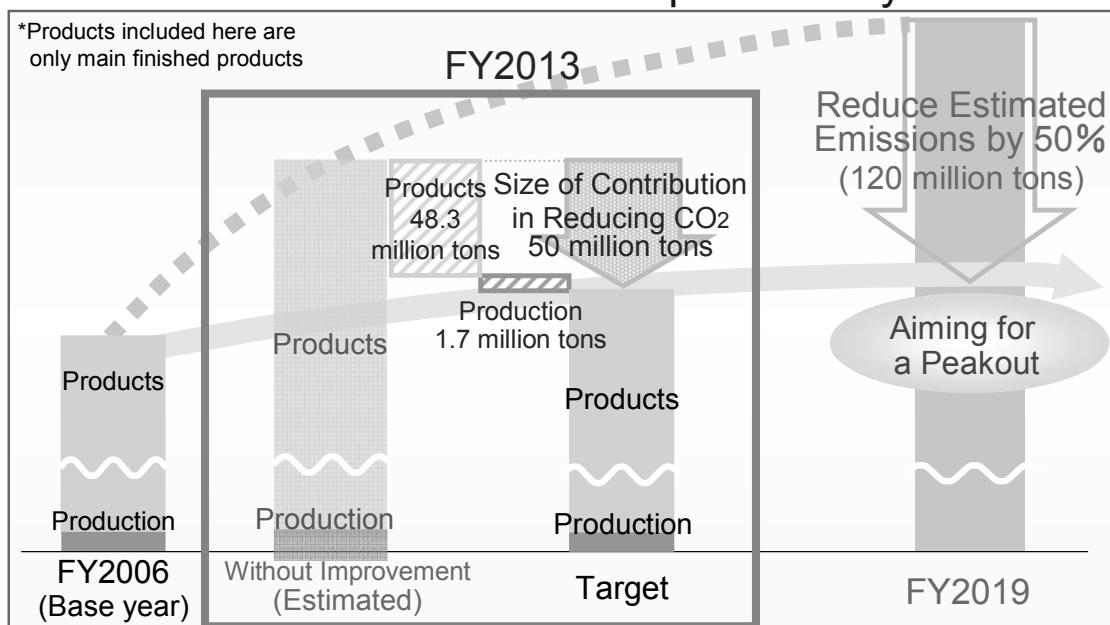 *Products included here are
only main finished products
FY2013
Reduce Estimated
Emissions by 50%
(120 million tons)
Products
48.3
million tons
Size of Contribution
in Reducing CO2
50 million tons
Production
1.7 million tons
Products
Products
Products
Aiming for
a Peakout
Production
Production
Production
FY2006
(Base year)
Without Improvement
(Estimated)
Target
FY2019